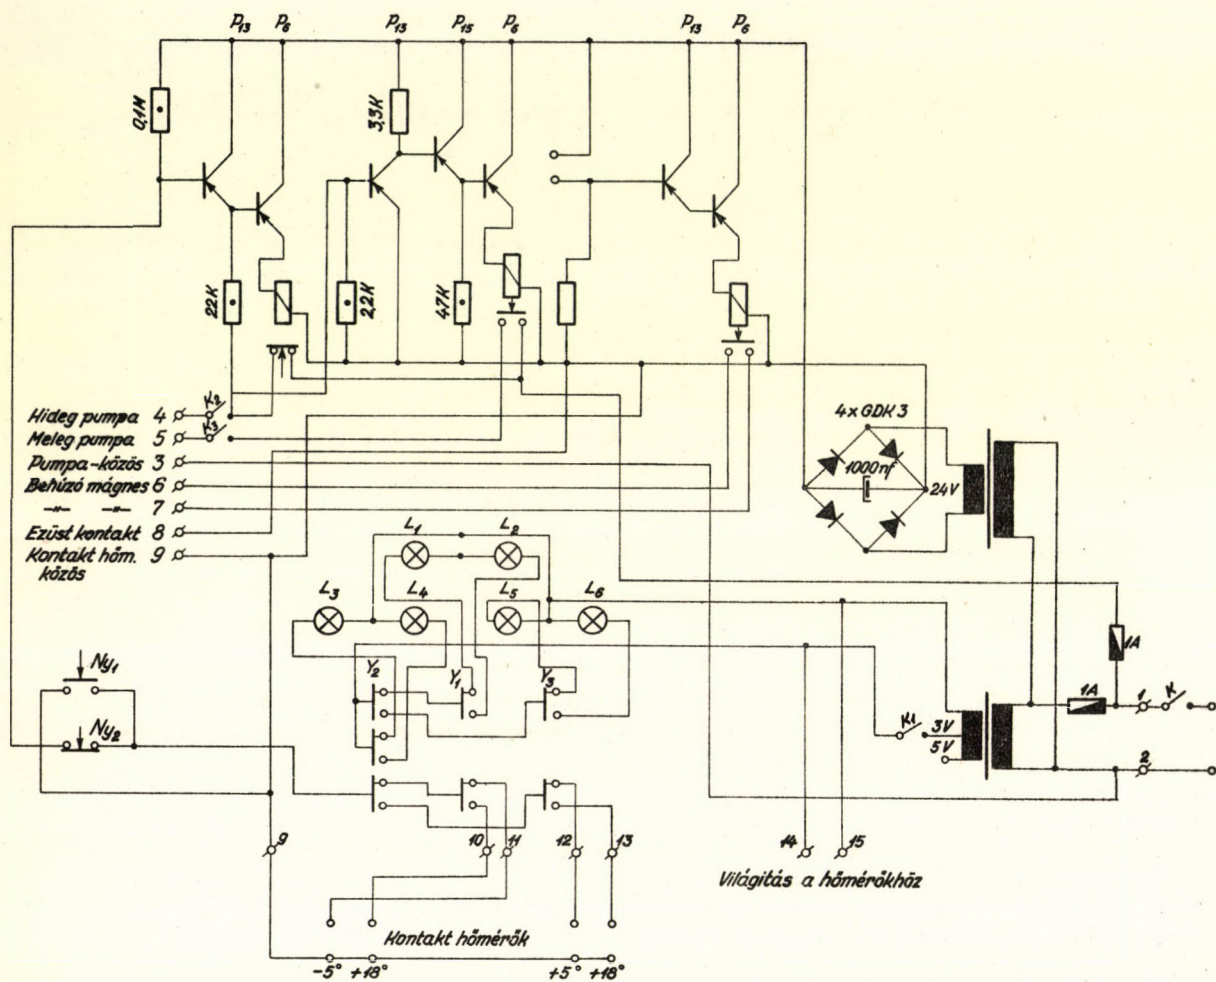 P13 P6 P13 P15 P6 P13 P6
0,1M
3,3K
22K
2,2K
47K
Hideg pumpa 4 K2
Meleg pumpa 5 K3
Pumpa-közös 3
Behúzó mágnes 6
-"- -"- 7
Ezüst kontakt 8
Kontakt hőm. 9
közös
4x GDK 3
1000nf
24V
L1 L2
L3 L4 L5 L6
1A
Ny1
Y2 Y1 Y3
1A 1 K
Ny2
K1 3V
5V
2
9 10 11 12 13 14 15
Világitás a hőmérőkhöz
Kontakt hőmérők
-5° +18° +5° +18°